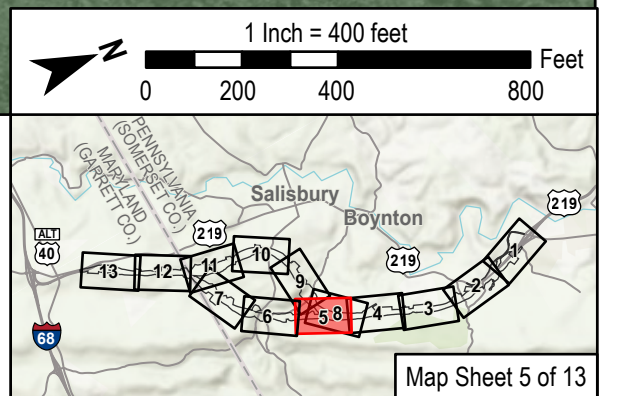 1 Inch = 400 feet
N
Feet
0 200 400 800
PENNSYLVANIA
(SOMERSET CO.)
MARYLAND
(GARRETT CO.)
Salisbury
Boynton
219
219
219
ALT
40
68
13 12 11 10 9 8 7 6 5 4 3 2 1
Map Sheet 5 of 13